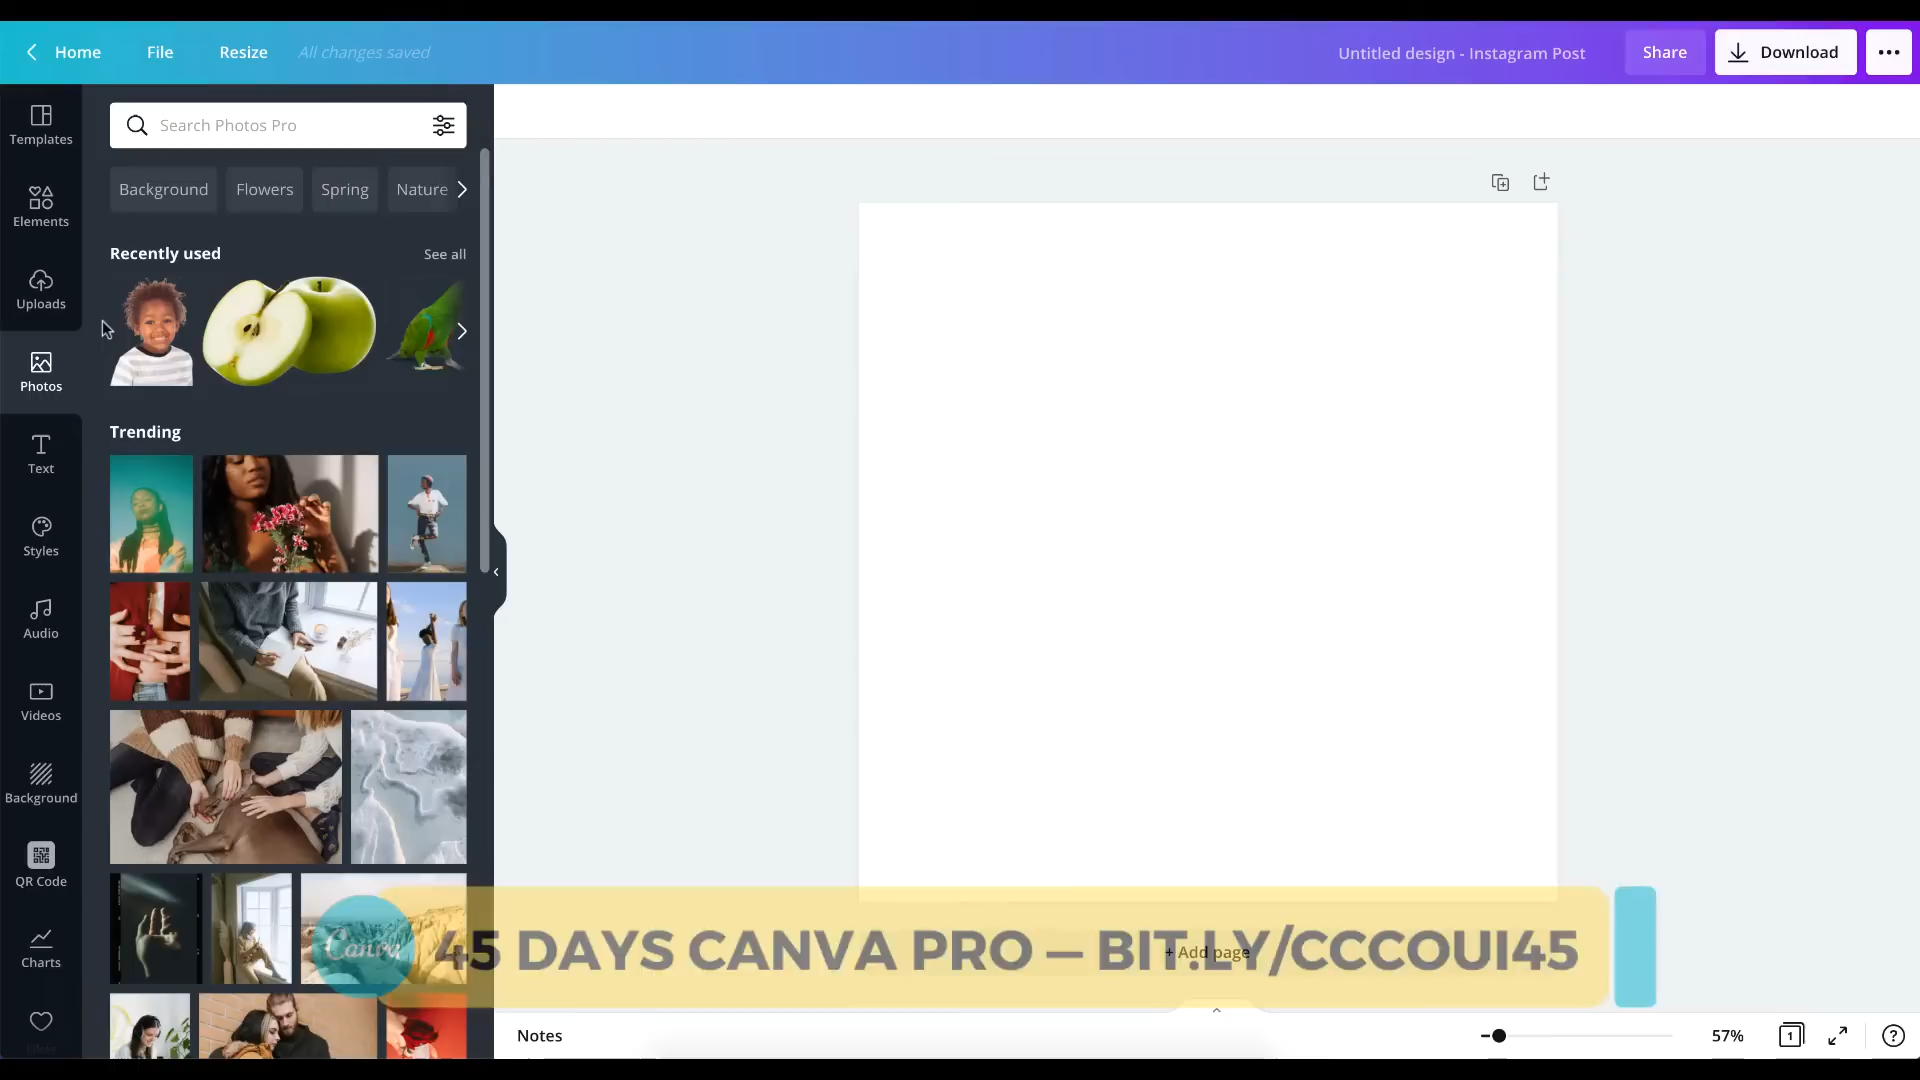 Home
File
Resize
All changes saved
Untitled design - Instagram Post
Share
Download
Templates
Elements
Uploads
Photos
Text
Styles
Audio
Videos
Background
QR Code
Charts
Search Photos Pro
Background
Flowers
Spring
Nature
Recently used
See all
Trending
Canva
45 DAYS CANVA PRO — BIT.LY/CCCOUI45
+ Add page
Notes
57%
1